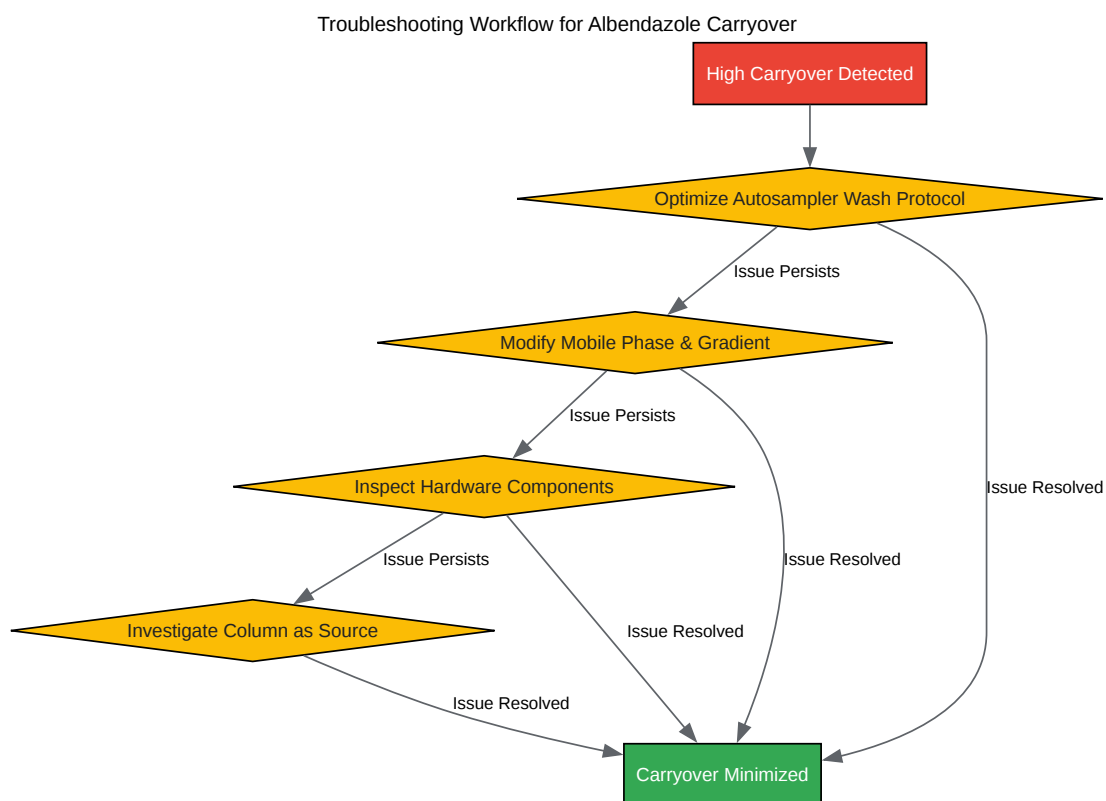 Troubleshooting Workflow for Albendazole Carryover
High Carryover Detected
Optimize Autosampler Wash Protocol
Issue Persists
Modify Mobile Phase & Gradient
Issue Persists
Inspect Hardware Components
Issue Resolved
Issue Persists
Issue Resolved
Investigate Column as Source
Issue Resolved
Issue Resolved
Carryover Minimized